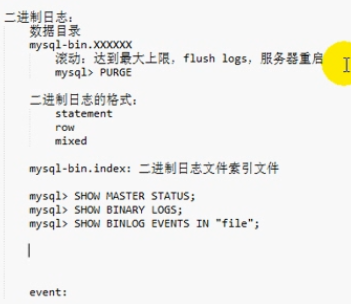 二进制日志:
数据目录
mysql-bin.XXXXXX
滚动: 达到最大上限, flush logs, 服务器重启
mysql> PURGE
二进制日志的格式:
statement
row
mixed
mysql-bin.index: 二进制日志文件索引文件
mysql> SHOW MASTER STATUS;
mysql> SHOW BINARY LOGS;
mysql> SHOW BINLOG EVENTS IN "file";
event: